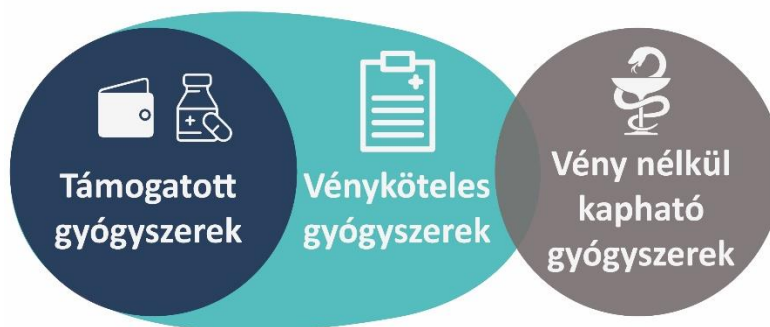 Támogatott
gyógyszerek
Vényköteles
gyógyszerek
Vény nélkül
kapható
gyógyszerek